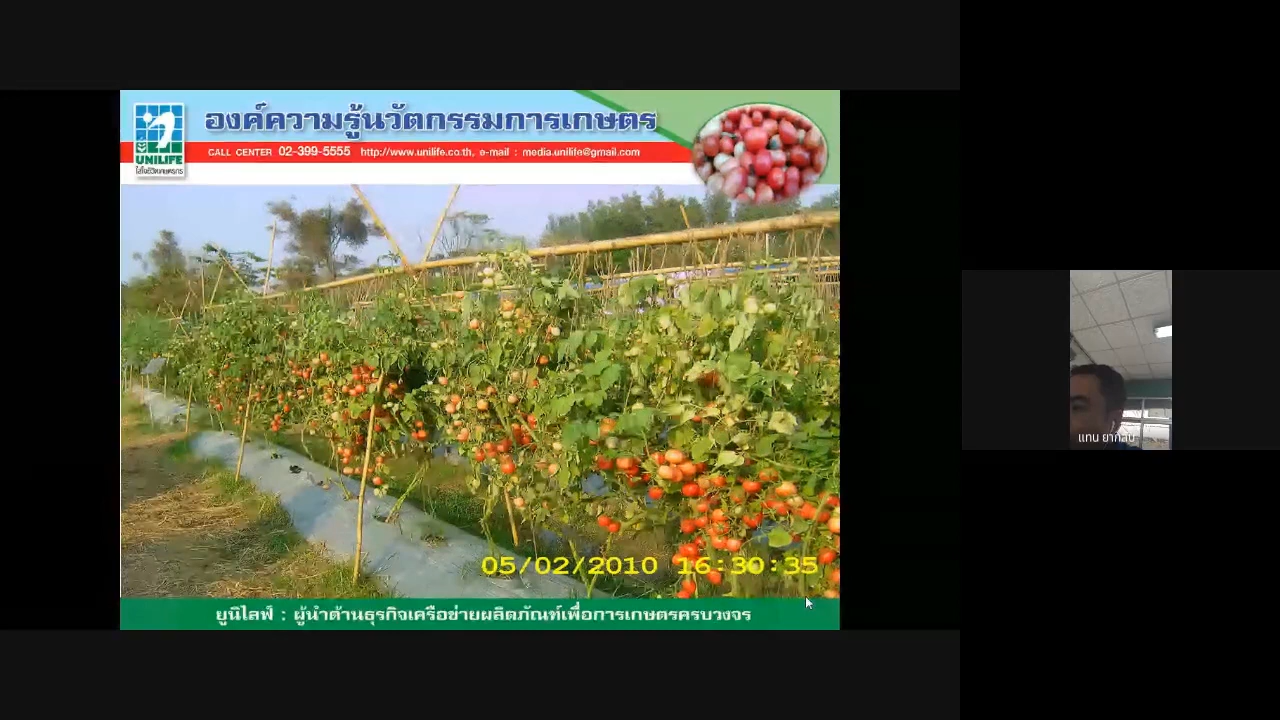 องค์ความรู้นวัตกรรมการเกษตร
UNILIFE
CALL CENTER 02-399-5555 http://www.unilife.co.th, e-mail : media.unilife@gmail.com
05/02/2010 16:30:35
ยูนิไลฟ์ : ผู้นำด้านธุรกิจเครือข่ายผลิตภัณฑ์เพื่อการเกษตรครบวงจร
แทน